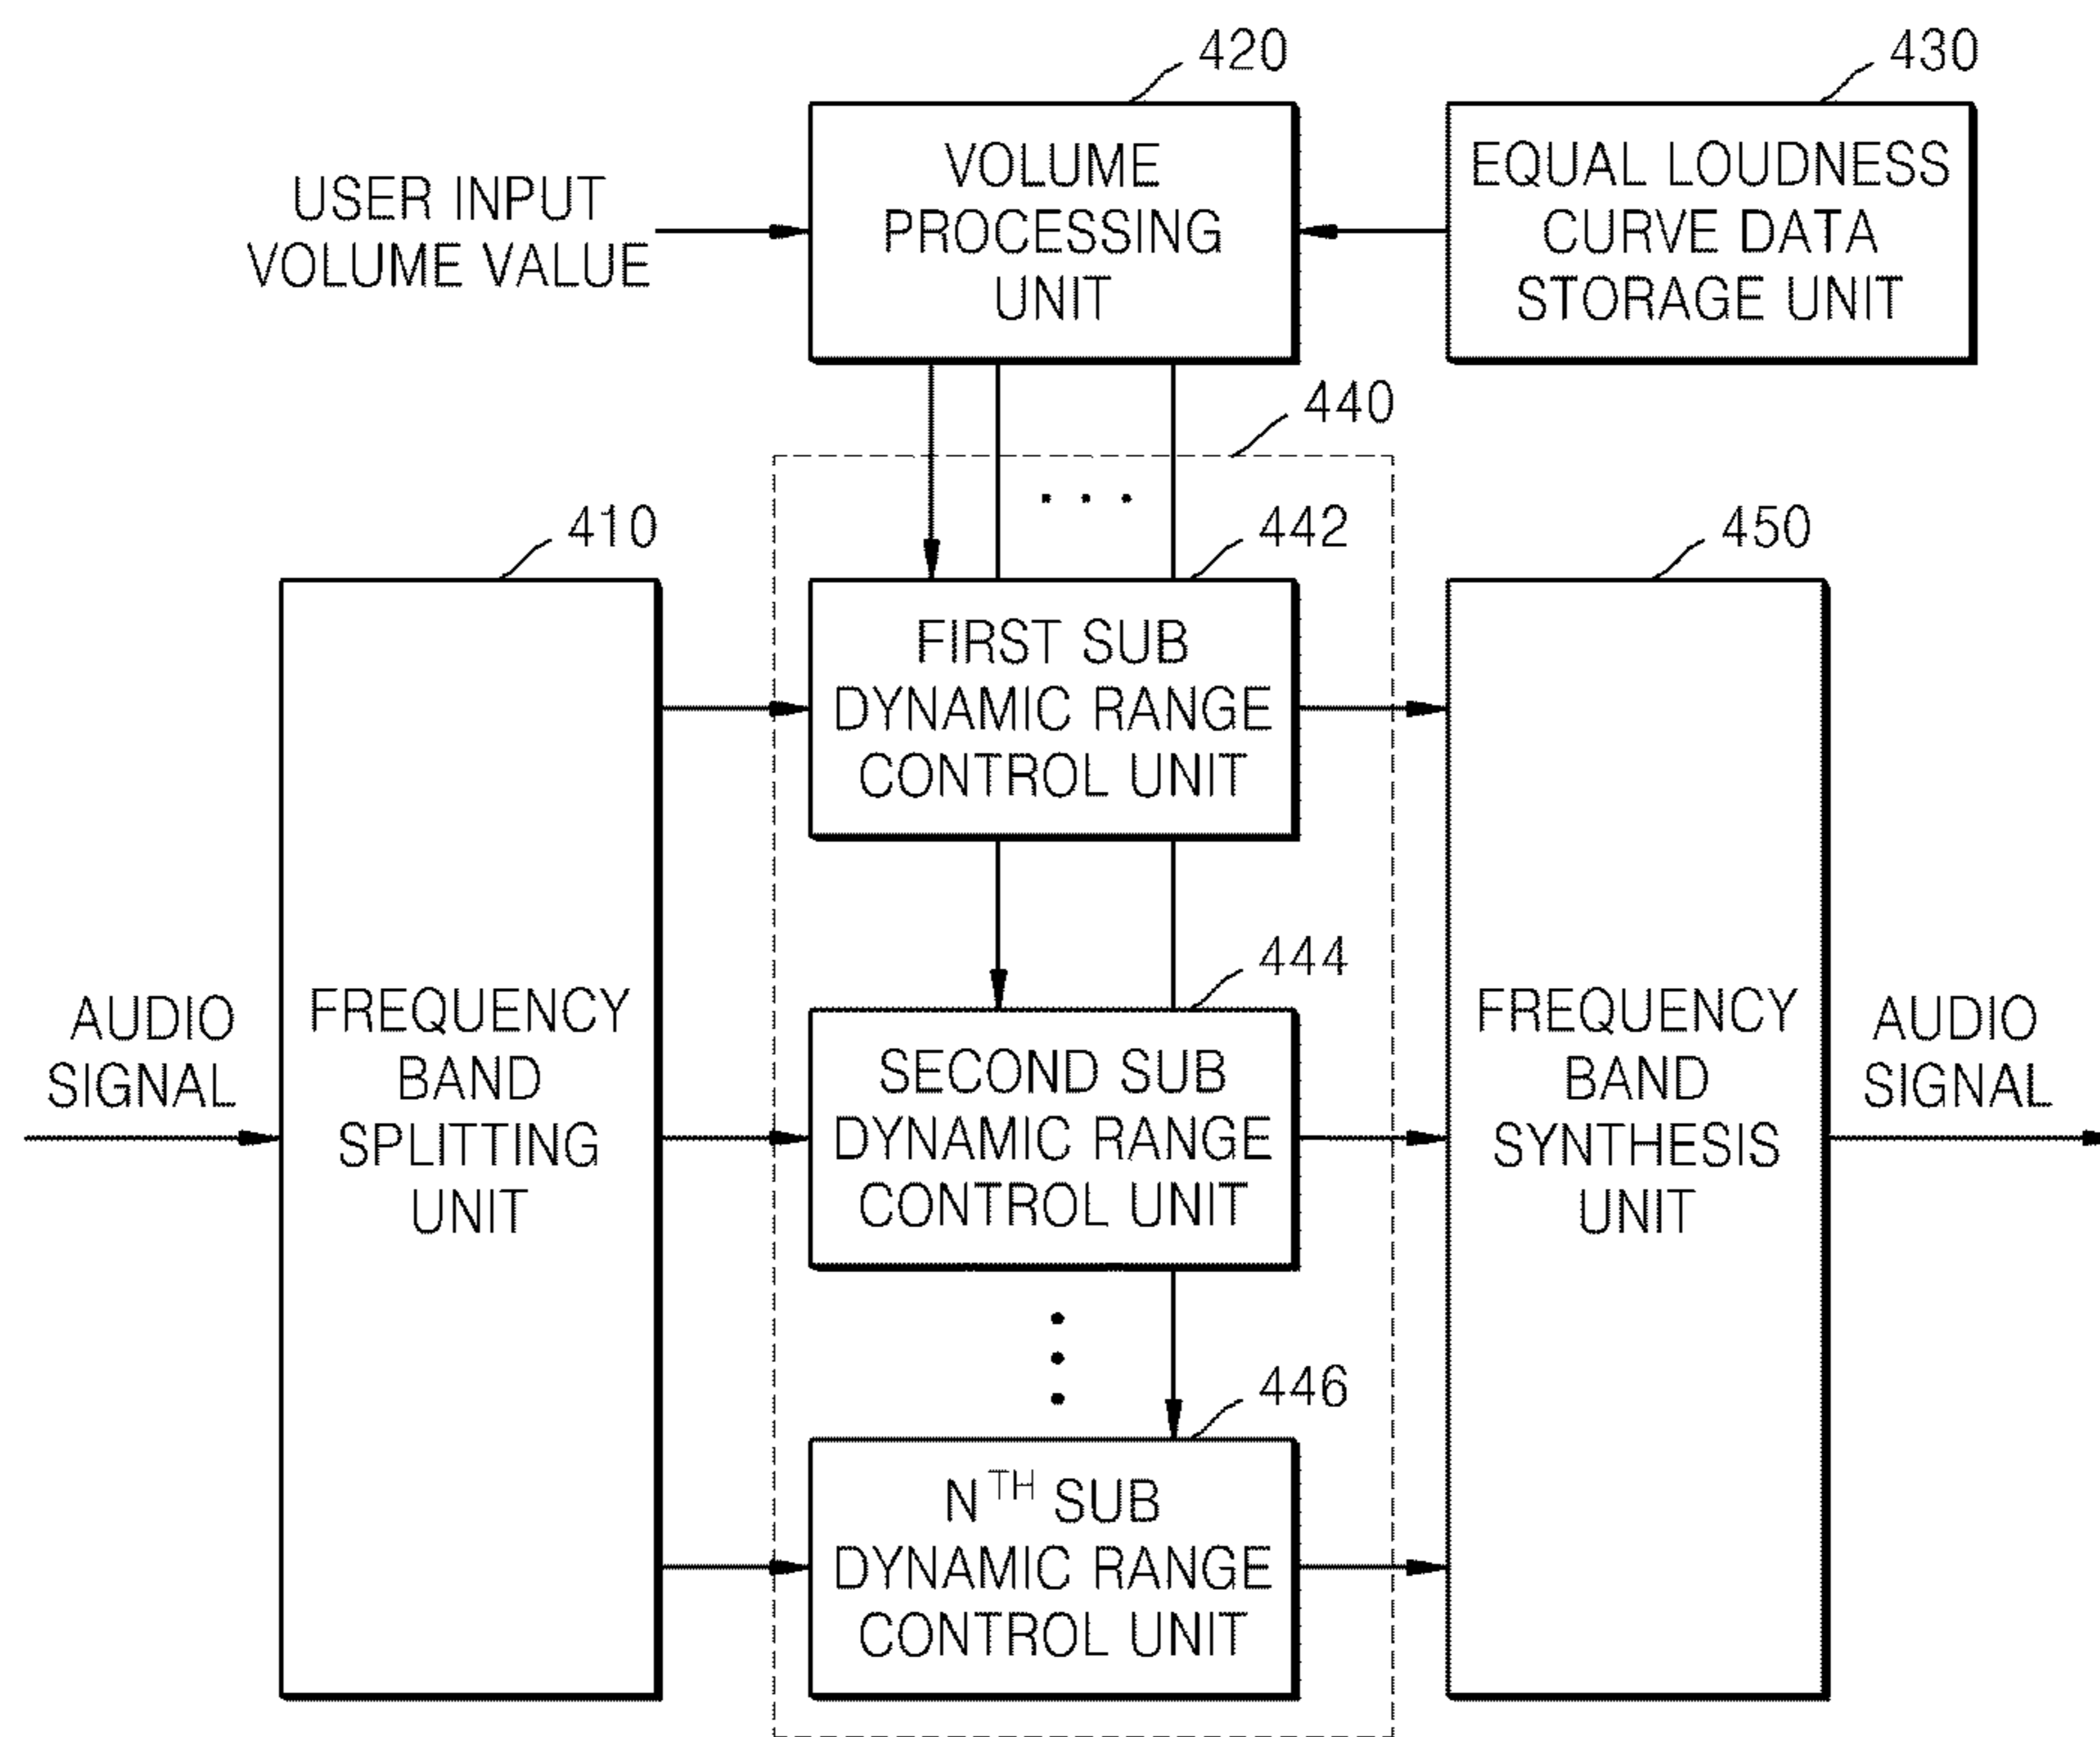 420
430
USER INPUT
VOLUME VALUE
VOLUME
PROCESSING
UNIT
EQUAL LOUDNESS
CURVE DATA
STORAGE UNIT
440
. . .
410
442
450
FIRST SUB
DYNAMIC RANGE
CONTROL UNIT
444
AUDIO
SIGNAL
FREQUENCY
BAND
SPLITTING
UNIT
SECOND SUB
DYNAMIC RANGE
CONTROL UNIT
FREQUENCY
BAND
SYNTHESIS
UNIT
AUDIO
SIGNAL
446
NTH SUB
DYNAMIC RANGE
CONTROL UNIT